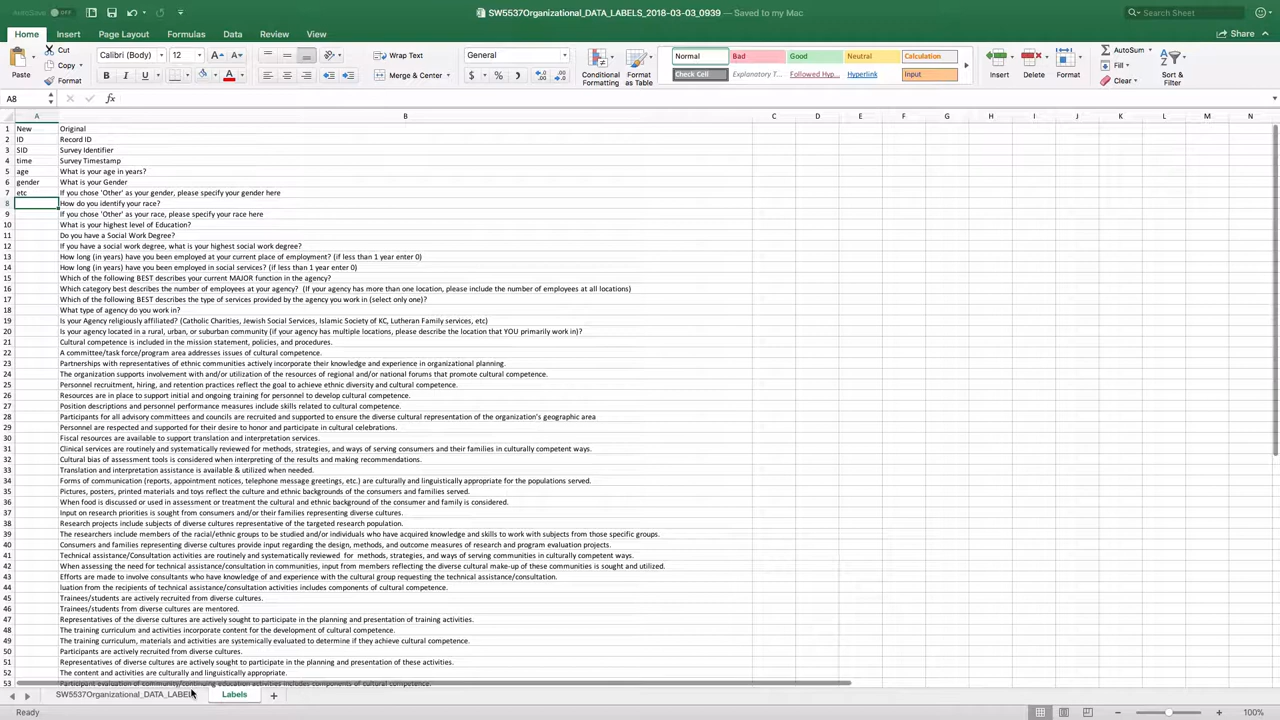 AutoSave OFF
SW5537Organizational_DATA_LABELS_2018-03-03_0939 — Saved to my Mac
Search Sheet
Home Insert Page Layout Formulas Data Review View
Share
Paste
Cut
Copy
Format
Calibri (Body) 12
B I U
A A
Wrap Text
Merge & Center
General
$ % )
Conditional Formatting
Format as Table
Normal Bad Good Neutral Calculation
Check Cell Explanatory T... Followed Hyp... Hyperlink Input
Insert Delete Format
AutoSum
Fill
Clear
Sort & Filter
A8 fx
A B C D E F G H I J K L M N
1 New Original
2 ID Record ID
3 SID Survey Identifier
4 time Survey Timestamp
5 age What is your age in years?
6 gender What is your Gender
7 etc If you chose 'Other' as your gender, please specify your gender here
8 How do you identify your race?
9 If you chose 'Other' as your race, please specify your race here
10 What is your highest level of Education?
11 Do you have a Social Work Degree?
12 If you have a social work degree, what is your highest social work degree?
13 How long (in years) have you been employed at your current place of employment? (if less than 1 year enter 0)
14 How long (in years) have you been employed in social services? (if less than 1 year enter 0)
15 Which of the following BEST describes your current MAJOR function in the agency?
16 Which category best describes the number of employees at your agency? (If your agency has more than one location, please include the number of employees at all locations)
17 Which of the following BEST describes the type of services provided by the agency you work in (select only one)?
18 What type of agency do you work in?
19 Is your Agency religiously affiliated? (Catholic Charities, Jewish Social Services, Islamic Society of KC, Lutheran Family services, etc)
20 Is your agency located in a rural, urban, or suburban community (if your agency has multiple locations, please describe the location that YOU primarily work in)?
21 Cultural competence is included in the mission statement, policies, and procedures.
22 A committee/task force/program area addresses issues of cultural competence.
23 Partnerships with representatives of ethnic communities actively incorporate their knowledge and experience in organizational planning.
24 The organization supports involvement with and/or utilization of the resources of regional and/or national forums that promote cultural competence.
25 Personnel recruitment, hiring, and retention practices reflect the goal to achieve ethnic diversity and cultural competence.
26 Resources are in place to support initial and ongoing training for personnel to develop cultural competence.
27 Position descriptions and personnel performance measures include skills related to cultural competence.
28 Participants for all advisory committees and councils are recruited and supported to ensure the diverse cultural representation of the organization's geographic area
29 Personnel are respected and supported for their desire to honor and participate in cultural celebrations.
30 Fiscal resources are available to support translation and interpretation services.
31 Clinical services are routinely and systematically reviewed for methods, strategies, and ways of serving consumers and their families in culturally competent ways.
32 Cultural bias of assessment tools is considered when interpreting of the results and making recommendations.
33 Translation and interpretation assistance is available & utilized when needed.
34 Forms of communication (reports, appointment notices, telephone message greetings, etc.) are culturally and linguistically appropriate for the populations served.
35 Pictures, posters, printed materials and toys reflect the culture and ethnic backgrounds of the consumers and families served.
36 When food is discussed or used in assessment or treatment the cultural and ethnic background of the consumer and family is considered.
37 Input on research priorities is sought from consumers and/or their families representing diverse cultures.
38 Research projects include subjects of diverse cultures representative of the targeted research population.
39 The researchers include members of the racial/ethnic groups to be studied and/or individuals who have acquired knowledge and skills to work with subjects from those specific groups.
40 Consumers and families representing diverse cultures provide input regarding the design, methods, and outcome measures of research and program evaluation projects.
41 Technical assistance/Consultation activities are routinely and systematically reviewed for methods, strategies, and ways of serving communities in culturally competent ways.
42 When assessing the need for technical assistance/consultation in communities, input from members reflecting the diverse cultural make-up of these communities is sought and utilized.
43 Efforts are made to involve consultants who have knowledge of and experience with the cultural group requesting the technical assistance/consultation.
44 luation from the recipients of technical assistance/consultation activities includes components of cultural competence.
45 Trainees/students are actively recruited from diverse cultures.
46 Trainees/students from diverse cultures are mentored.
47 Representatives of the diverse cultures are actively sought to participate in the planning and presentation of training activities.
48 The training curriculum and activities incorporate content for the development of cultural competence.
49 The training curriculum, materials and activities are systemically evaluated to determine if they achieve cultural competence.
50 Participants are actively recruited from diverse cultures.
51 Representatives of diverse cultures are actively sought to participate in the planning and presentation of these activities.
52 The content and activities are culturally and linguistically appropriate.
53 Participant evaluation of community/continuing education activities includes components of cultural competence.
SW5537Organizational_DATA_LABEL Labels +
Ready
100%